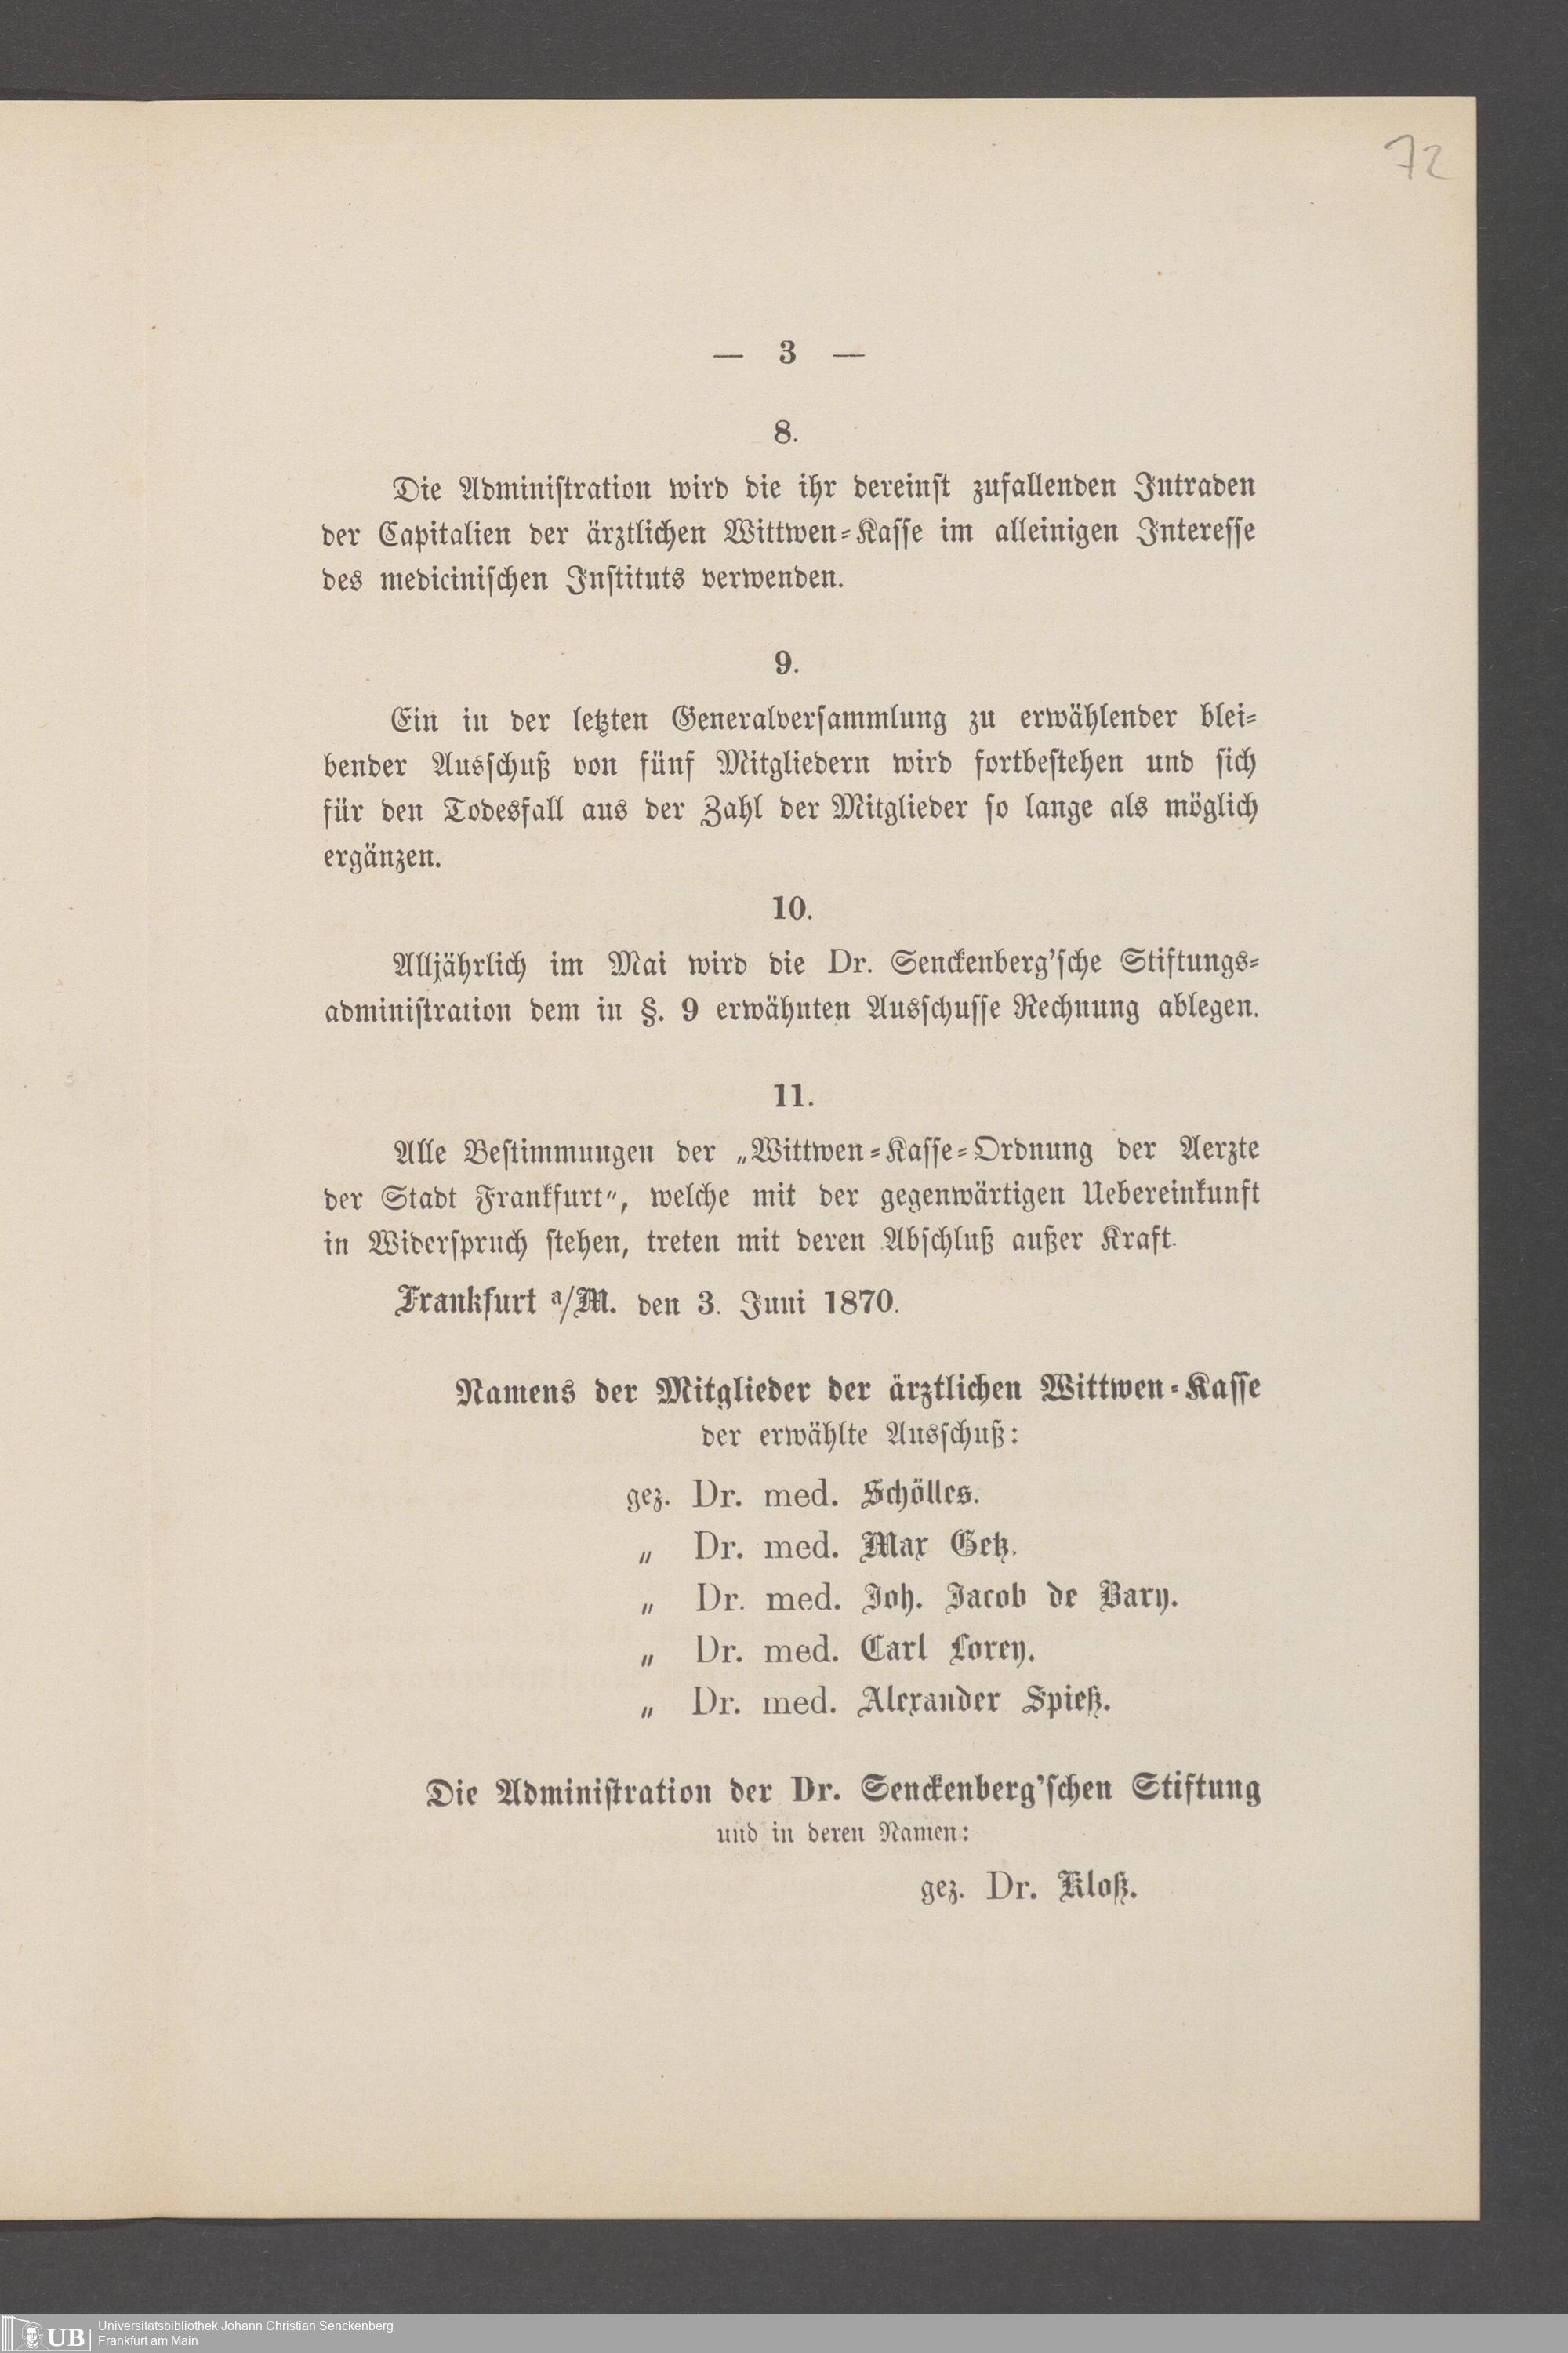 72
— 3 —
8.
Die Administration wird die ihr dereinst zufallenden Intraden
der Capitalien der ärztlichen Wittwen-Kasse im alleinigen Interesse
des medicinischen Instituts verwenden.
9.
Ein in der letzten Generalversammlung zu erwählender blei-
bender Ausschuß von fünf Mitgliedern wird fortbestehen und sich
für den Todesfall aus der Zahl der Mitglieder so lange als möglich
ergänzen.
10.
Alljährlich im Mai wird die Dr. Senckenberg'sche Stiftungs-
administration dem in §. 9 erwähnten Ausschusse Rechnung ablegen.
11.
Alle Bestimmungen der „Wittwen-Kasse-Ordnung der Aerzte
der Stadt Frankfurt", welche mit der gegenwärtigen Uebereinkunft
in Widerspruch stehen, treten mit deren Abschluß außer Kraft.
Frankfurt a/M. den 3. Juni 1870.
Namens der Mitglieder der ärztlichen Wittwen-Kasse
der erwählte Ausschuß:
gez. Dr. med. Schölles.
„ Dr. med. Max Getz.
„ Dr. med. Joh. Jacob de Bary.
„ Dr. med. Carl Lorey.
„ Dr. med. Alexander Spieß.
Die Administration der Dr. Senckenberg'schen Stiftung
und in deren Namen:
gez. Dr. Kloß.
UB
Universitätsbibliothek Johann Christian Senckenberg
Frankfurt am Main